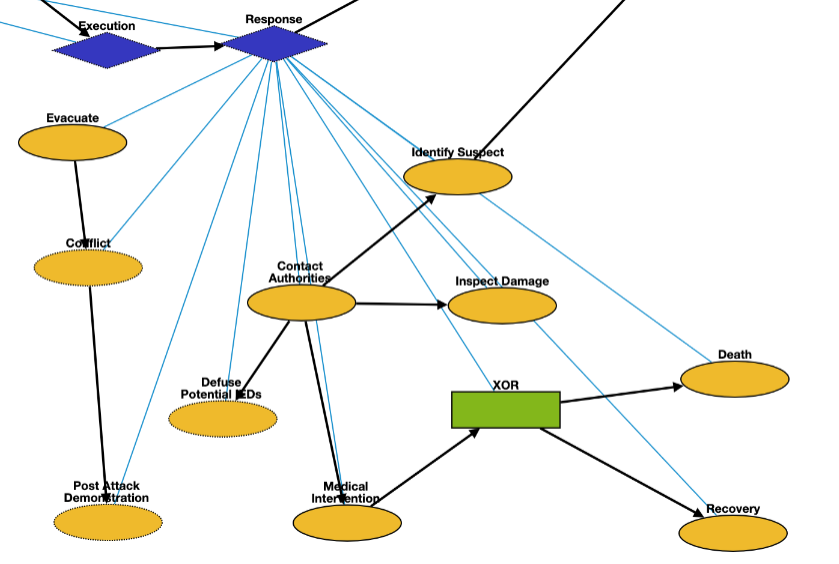 Execution
Response
Evacuate
Identify Suspect
Conflict
Contact
Authorities
Inspect Damage
Death
Defuse
Potential IEDs
XOR
Post Attack
Demonstration
Medical
Intervention
Recovery